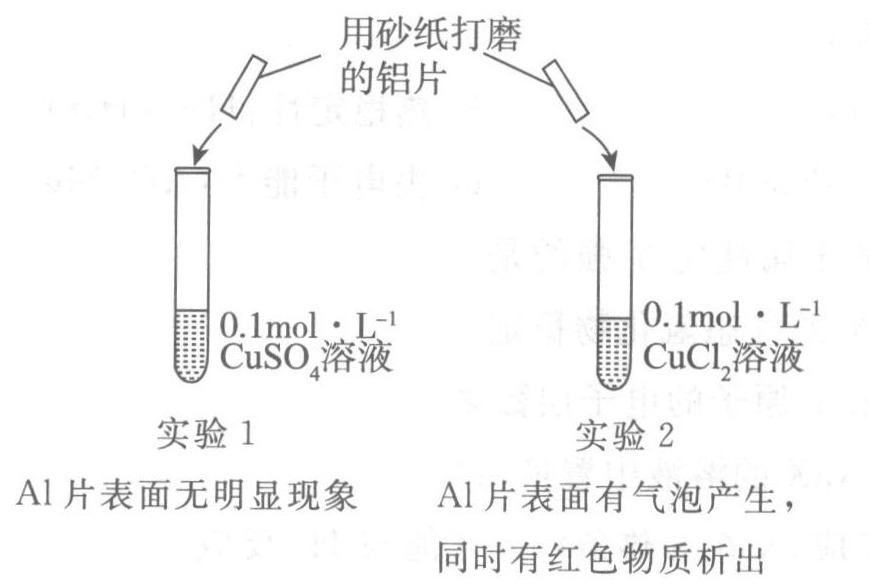 用砂纸打磨
的铝片
0.1mol·L⁻¹
CuSO₄溶液
0.1mol·L⁻¹
CuCl₂溶液
实验 1
实验 2
Al 片表面无明显现象
Al 片表面有气泡产生，
同时有红色物质析出